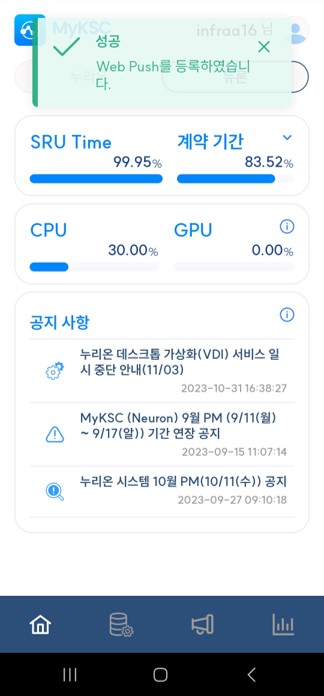 MyKSC
infraa16 님
성공
Web Push를 등록하였습니
다.
누리
뉴론
SRU Time
계약 기간
99.95%
83.52%
CPU
GPU
30.00%
0.00%
공지 사항
누리온 데스크톱 가상화(VDI) 서비스 일
시 중단 안내(11/03)
2023-10-31 16:38:27
MyKSC (Neuron) 9월 PM (9/11(월)
~ 9/17(알)) 기간 연장 공지
2023-09-15 11:07:14
누리온 시스템 10월 PM(10/11(수)) 공지
2023-09-27 09:10:18